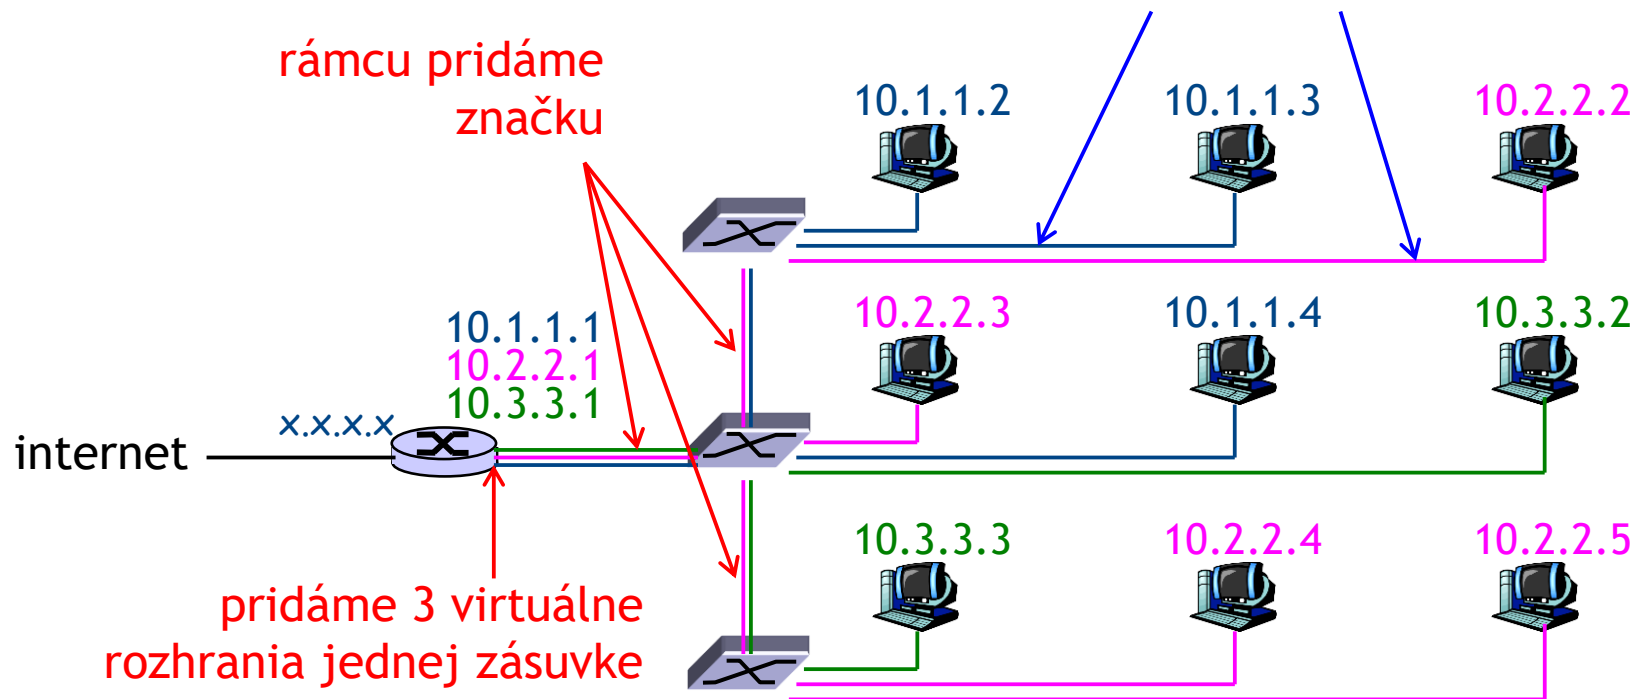 rámcu pridáme
značku
10.1.1.2
10.1.1.3
10.2.2.2
10.1.1.1
10.2.2.1
10.3.3.1
10.2.2.3
10.1.1.4
10.3.3.2
x.x.x.x
internet
10.3.3.3
10.2.2.4
10.2.2.5
pridáme 3 virtuálne
rozhrania jednej zásuvke